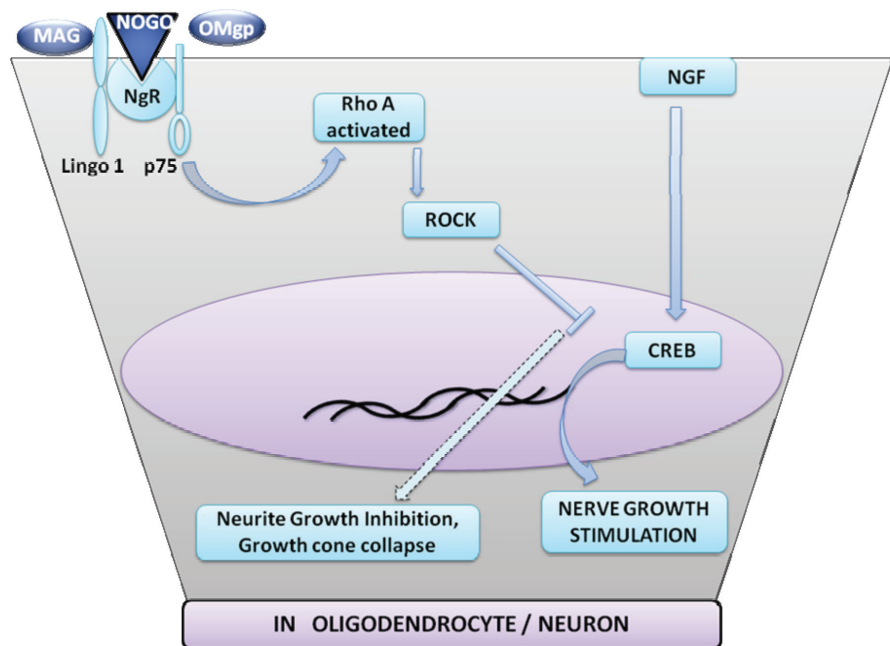 MAG
NOGO
OMgp
NgR
Lingo 1
p75
Rho A
activated
ROCK
NGF
CREB
Neurite Growth Inhibition,
Growth cone collapse
NERVE GROWTH
STIMULATION
IN OLIGODENDROCYTE / NEURON